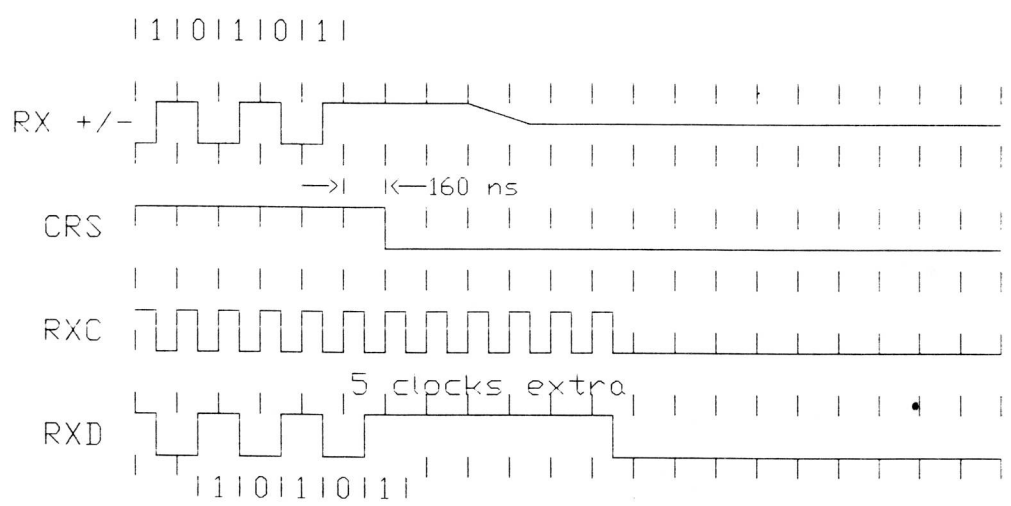 |1|0|1|0|1|
RX +/-
→| |←160 ns
CRS
RXC
5 clocks extra
RXD
|1|0|1|0|1|